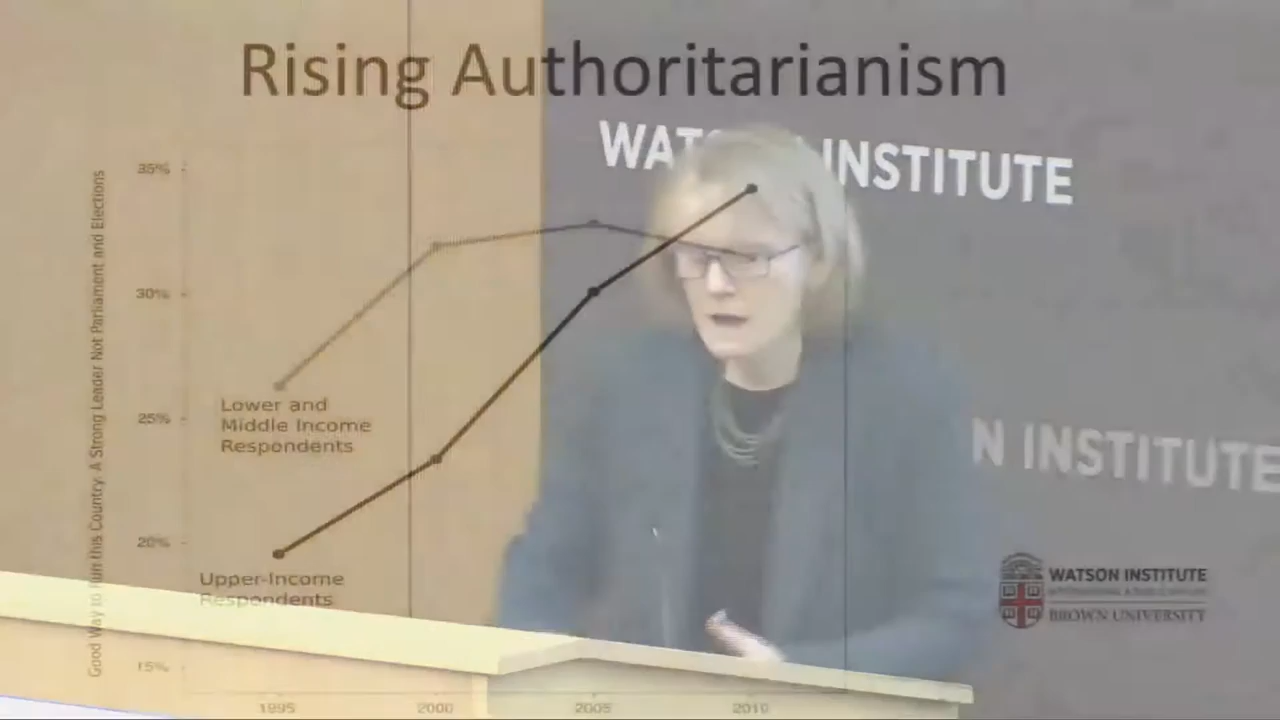 Rising Authoritarianism
WATSON INSTITUTE
35%
30%
25%
20%
15%
Good Way to Run this Country: A Strong Leader Not Parliament and Elections
Lower and
Middle Income
Respondents
Upper-Income
Respondents
1995
2000
2005
2010
N INSTITUTE
WATSON INSTITUTE
BROWN UNIVERSITY